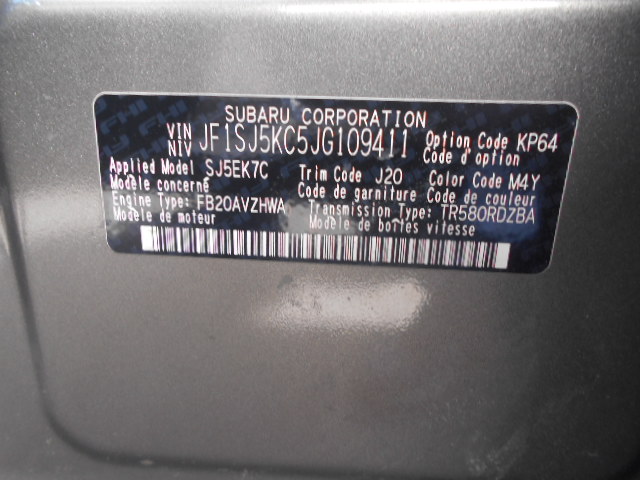 SUBARU CORPORATION
VIN NIV JF1SJ5KC5JG109411 Option Code KP64
Code d'option
Applied Model SJ5EK7C Trim Code J20 Color Code M4Y
Modèle concerné Code de garniture Code de couleur
Engine Type: FB20AVZHWA Transmission Type: TR580RDZBA
Modèle de moteur Modèle de boîtes vitesse